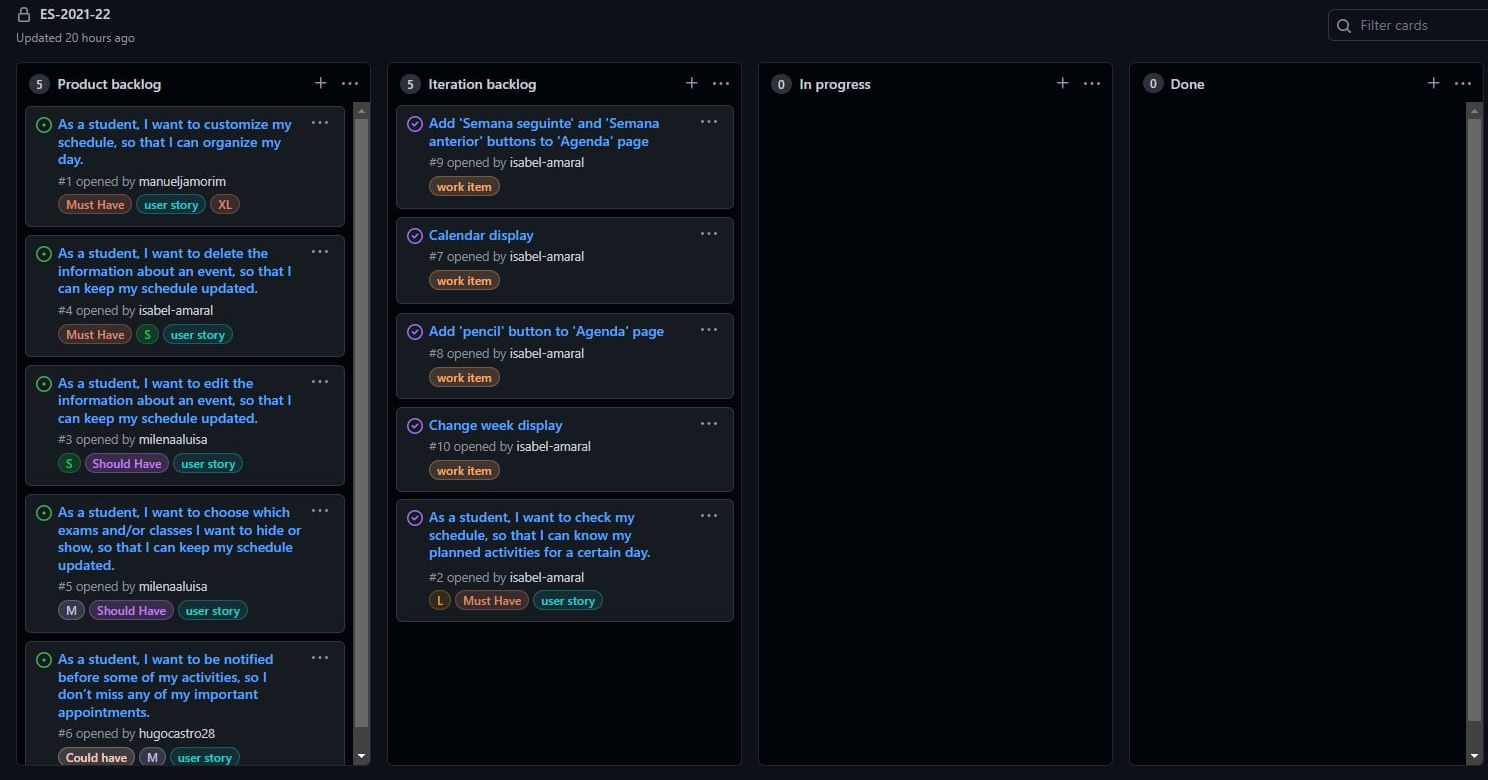 ES-2021-22
Updated 20 hours ago
Filter cards
5 Product backlog
As a student, I want to customize my
schedule, so that I can organize my
day.
#1 opened by manueljamorim
Must Have user story XL
As a student, I want to delete the
information about an event, so that I
can keep my schedule updated.
#4 opened by isabel-amaral
Must Have S user story
As a student, I want to edit the
information about an event, so that I
can keep my schedule updated.
#3 opened by milenaaluisa
S Should Have user story
As a student, I want to choose which
exams and/or classes I want to hide or
show, so that I can keep my schedule
updated.
#5 opened by milenaaluisa
M Should Have user story
As a student, I want to be notified
before some of my activities, so I
don't miss any of my important
appointments.
#6 opened by hugocastro28
Could have M user story
5 Iteration backlog
Add 'Semana seguinte' and 'Semana
anterior' buttons to 'Agenda' page
#9 opened by isabel-amaral
work item
Calendar display
#7 opened by isabel-amaral
work item
Add 'pencil' button to 'Agenda' page
#8 opened by isabel-amaral
work item
Change week display
#10 opened by isabel-amaral
work item
As a student, I want to check my
schedule, so that I can know my
planned activities for a certain day.
#2 opened by isabel-amaral
L Must Have user story
0 In progress
0 Done